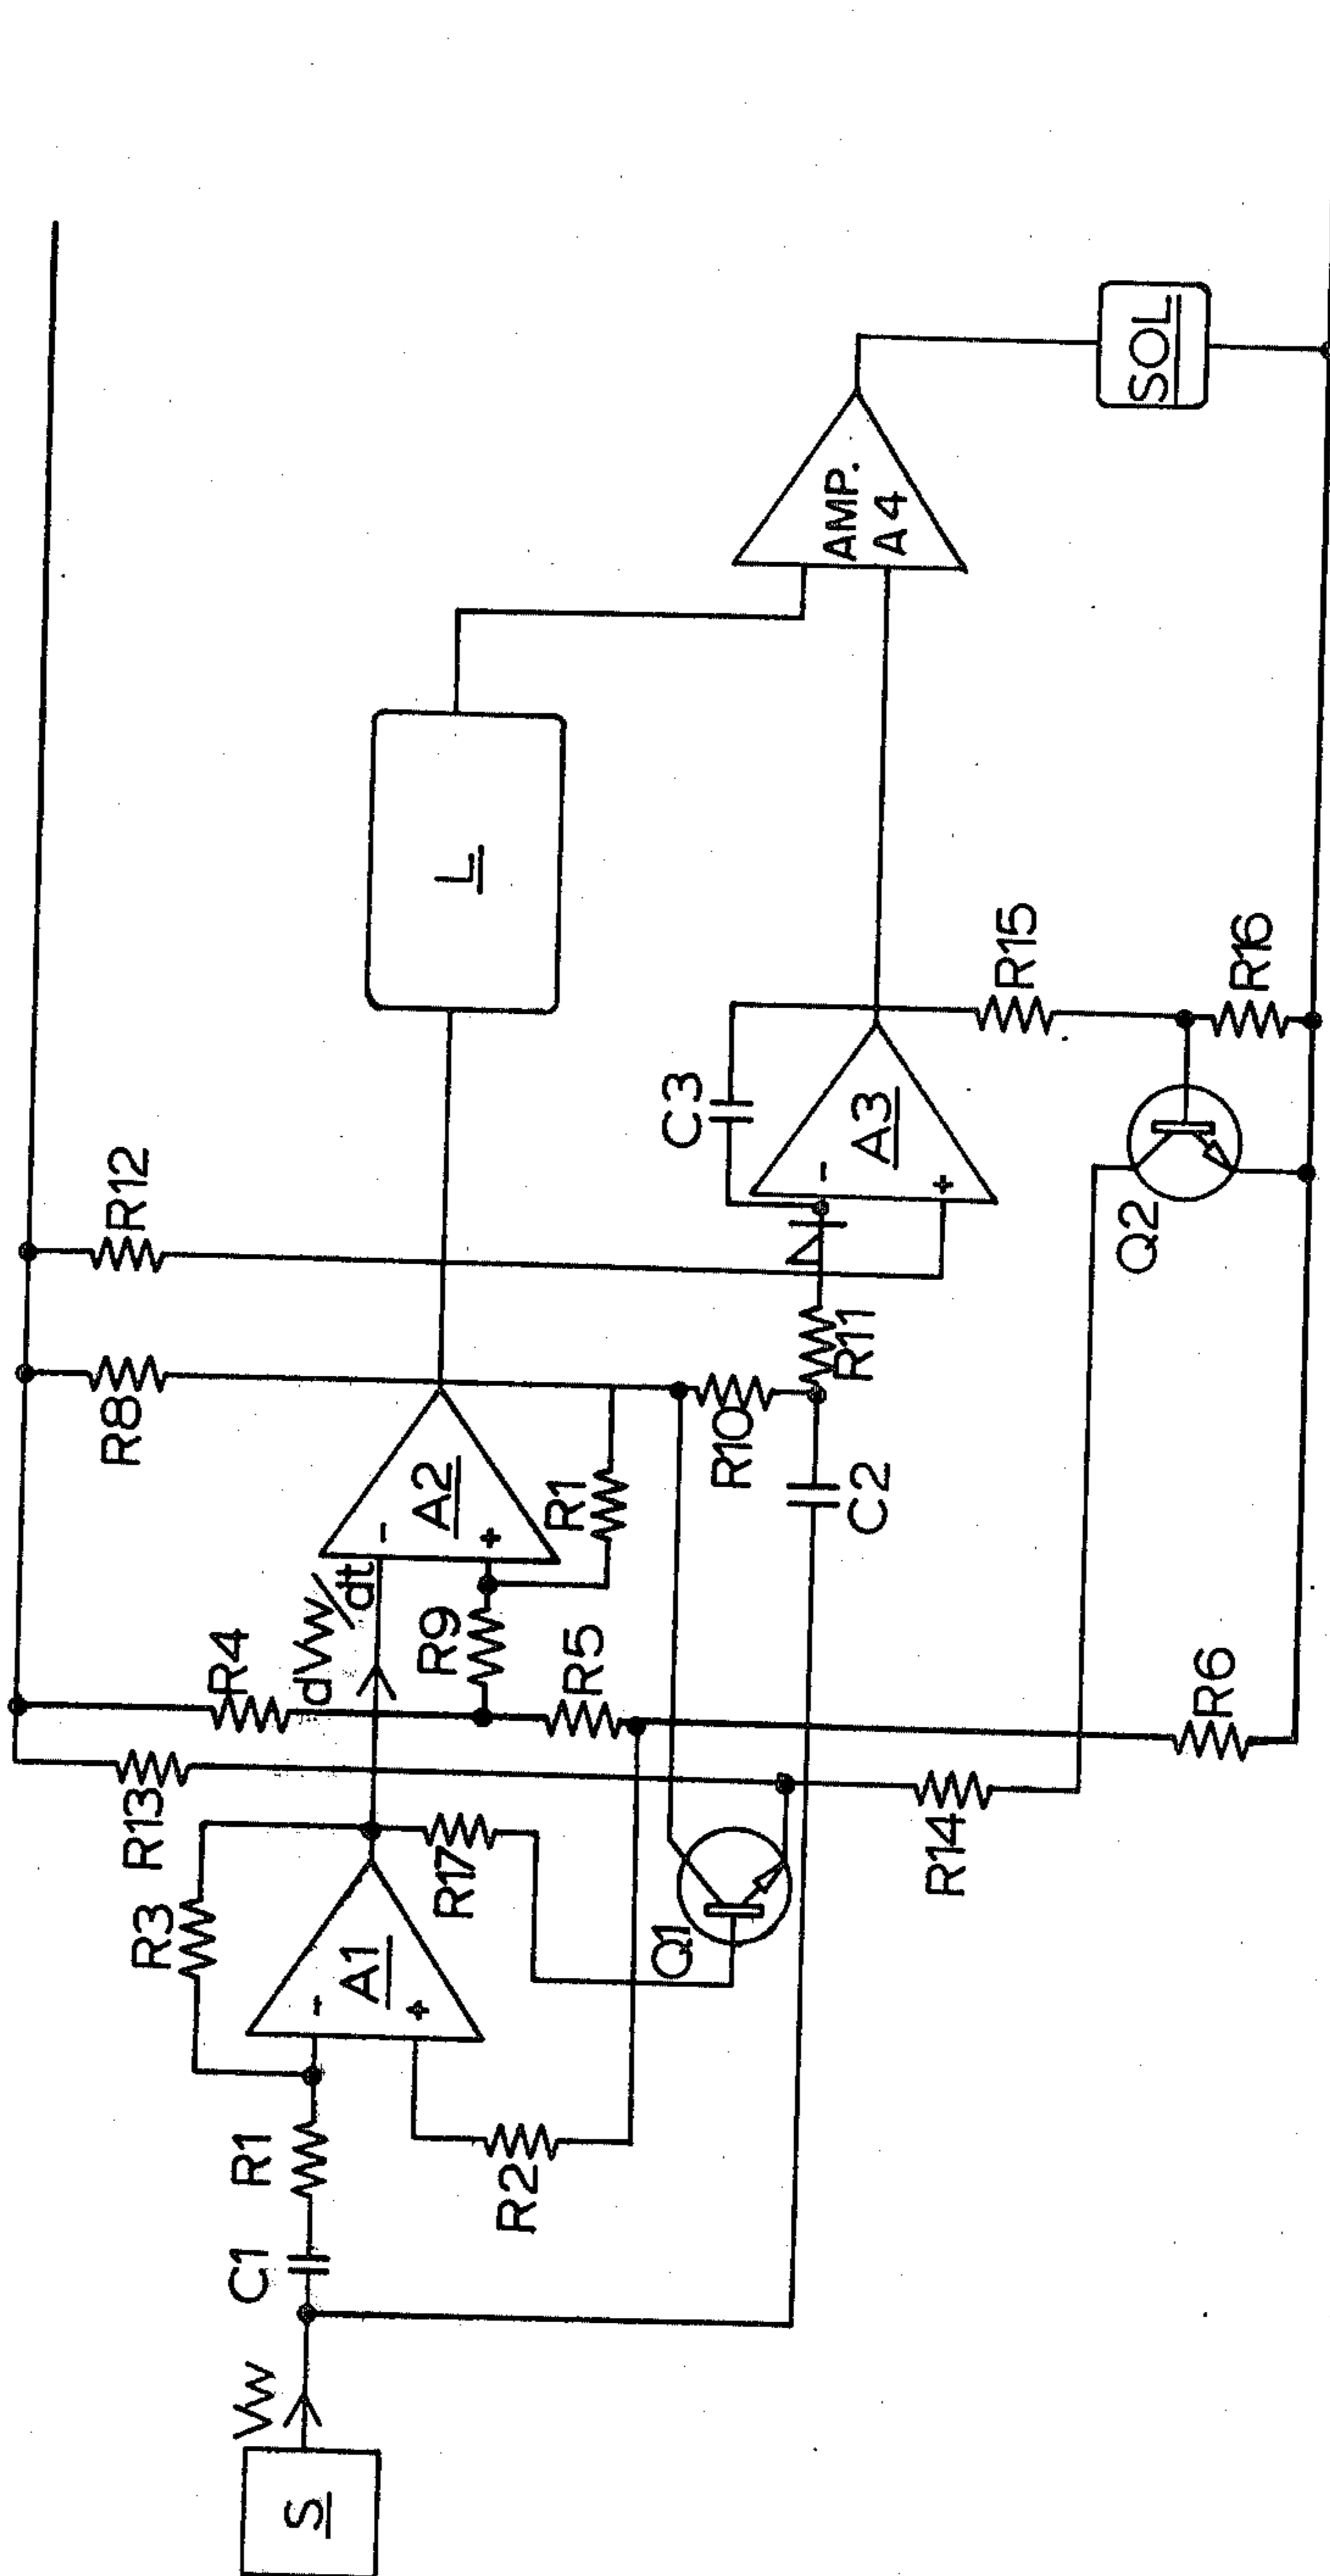 S
Vw
C1
R1
R2
R3
A1
-
+
R13
R17
Q1
R14
R4
dVw/dt
R9
R5
R6
A2
-
+
R1
R8
R10
C2
R11
R12
C3
A3
-
+
Q2
R15
R16
L
AMP.
A4
SOL